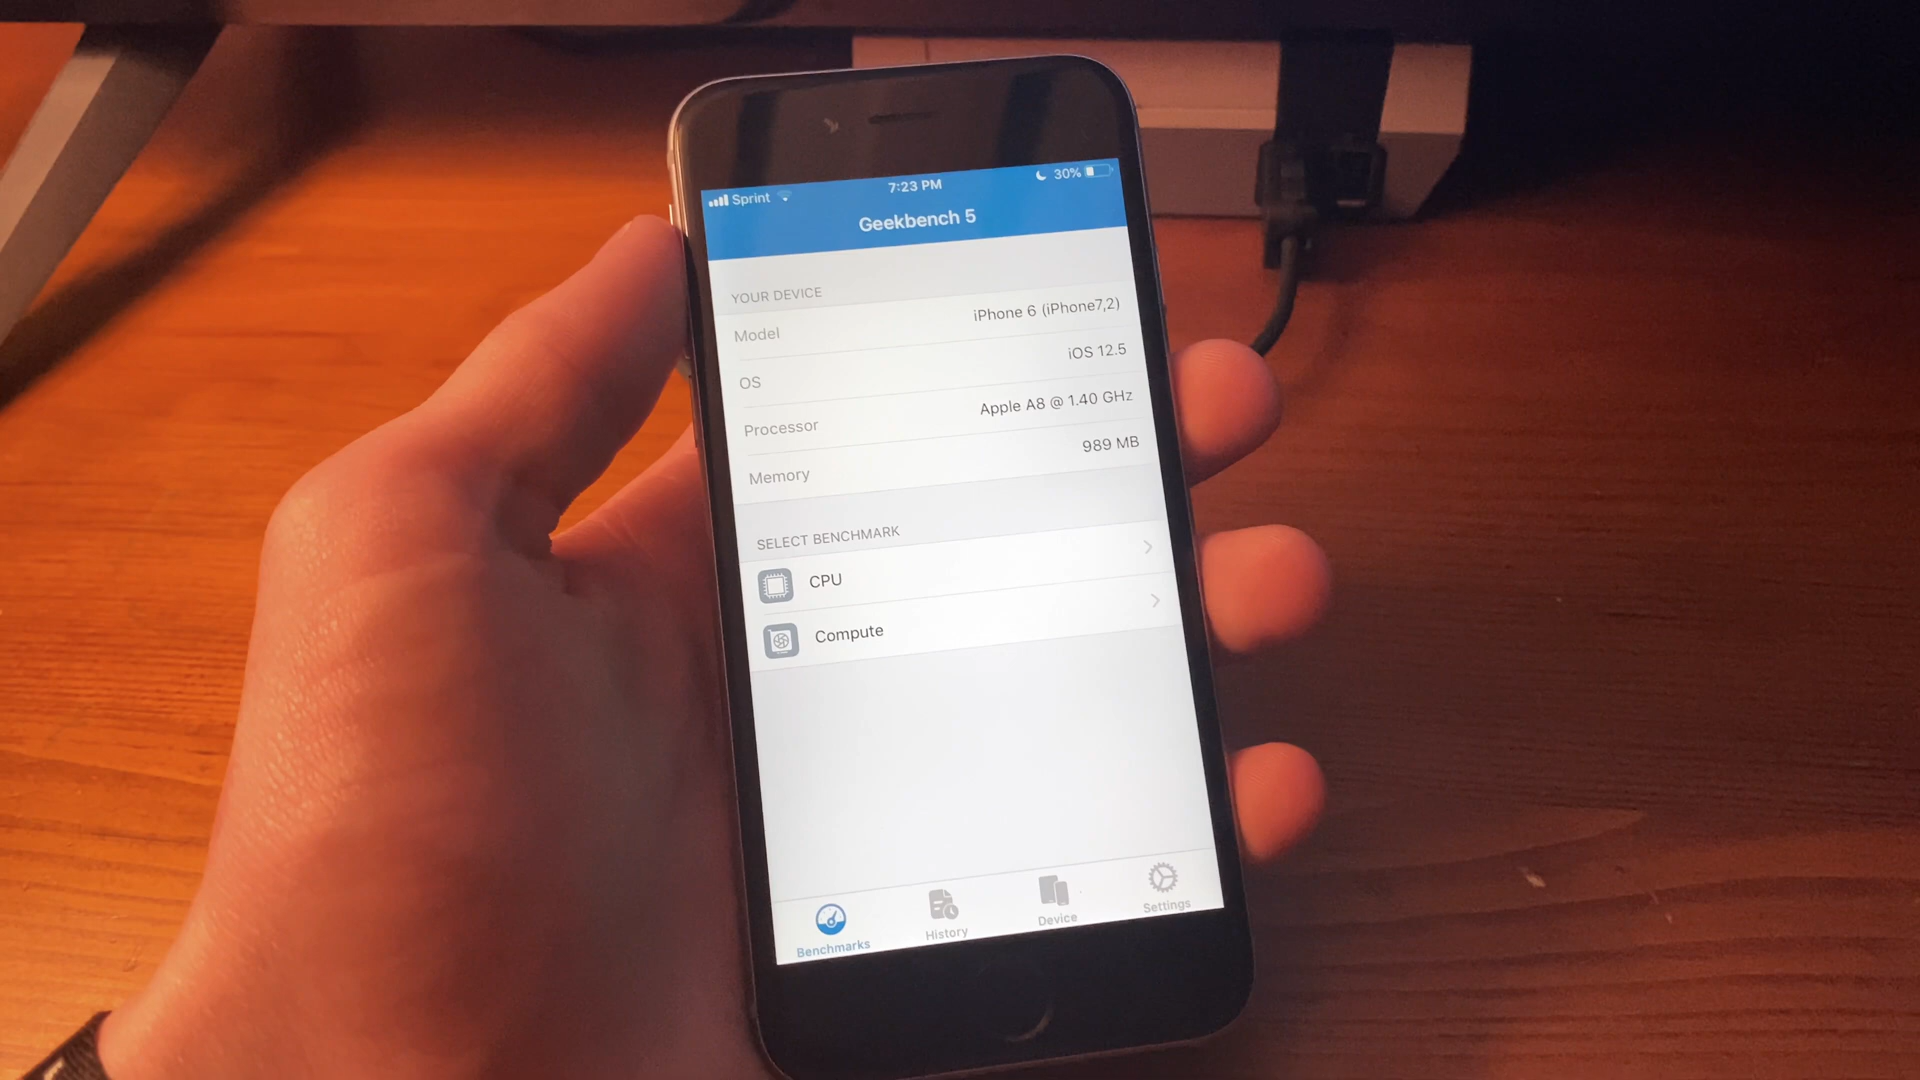 Sprint 7:23 PM 30%
Geekbench 5
YOUR DEVICE
Model iPhone 6 (iPhone7,2)
OS iOS 12.5
Processor Apple A8 @ 1.40 GHz
Memory 989 MB
SELECT BENCHMARK
CPU
Compute
Benchmarks History Device Settings